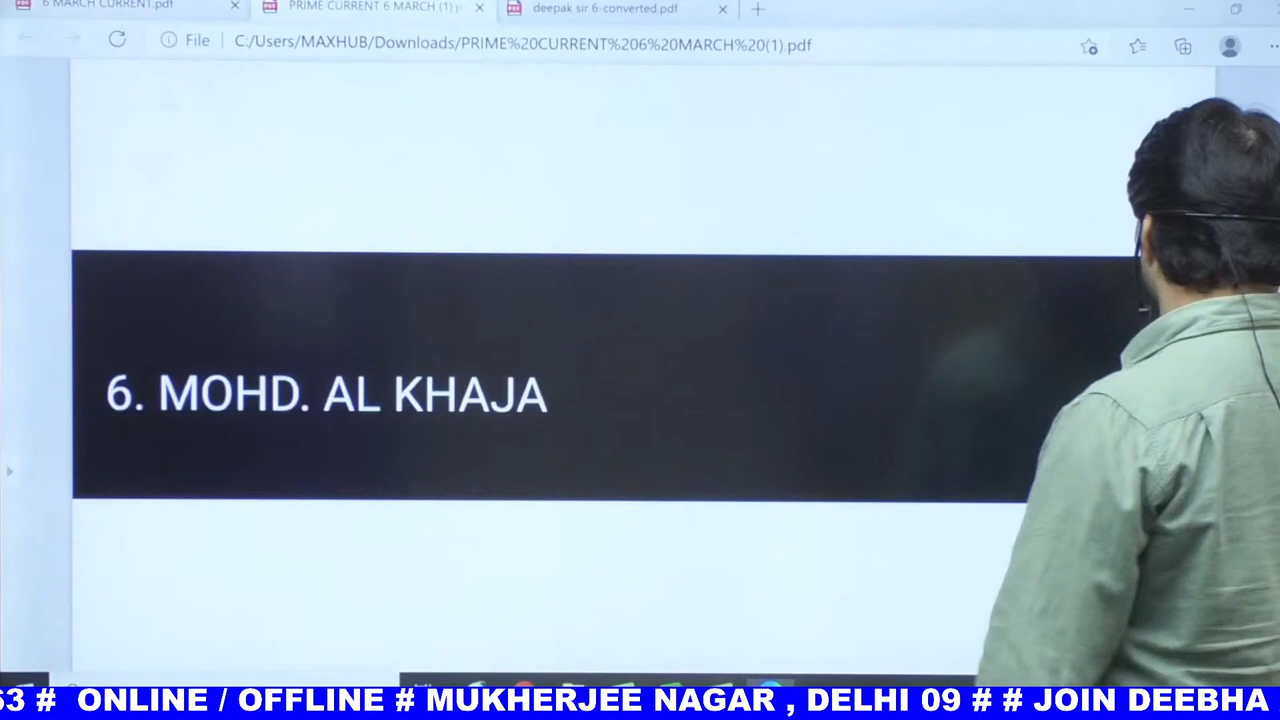 6 MARCH CURRENT.pdf
PRIME CURRENT 6 MARCH (1).p
deepak sir 6-converted.pdf
File
C:/Users/MAXHUB/Downloads/PRIME%20CURRENT%206%20MARCH%20(1).pdf
6. MOHD. AL KHAJA
63 # ONLINE / OFFLINE # MUKHERJEE NAGAR , DELHI 09 # # JOIN DEEBHA